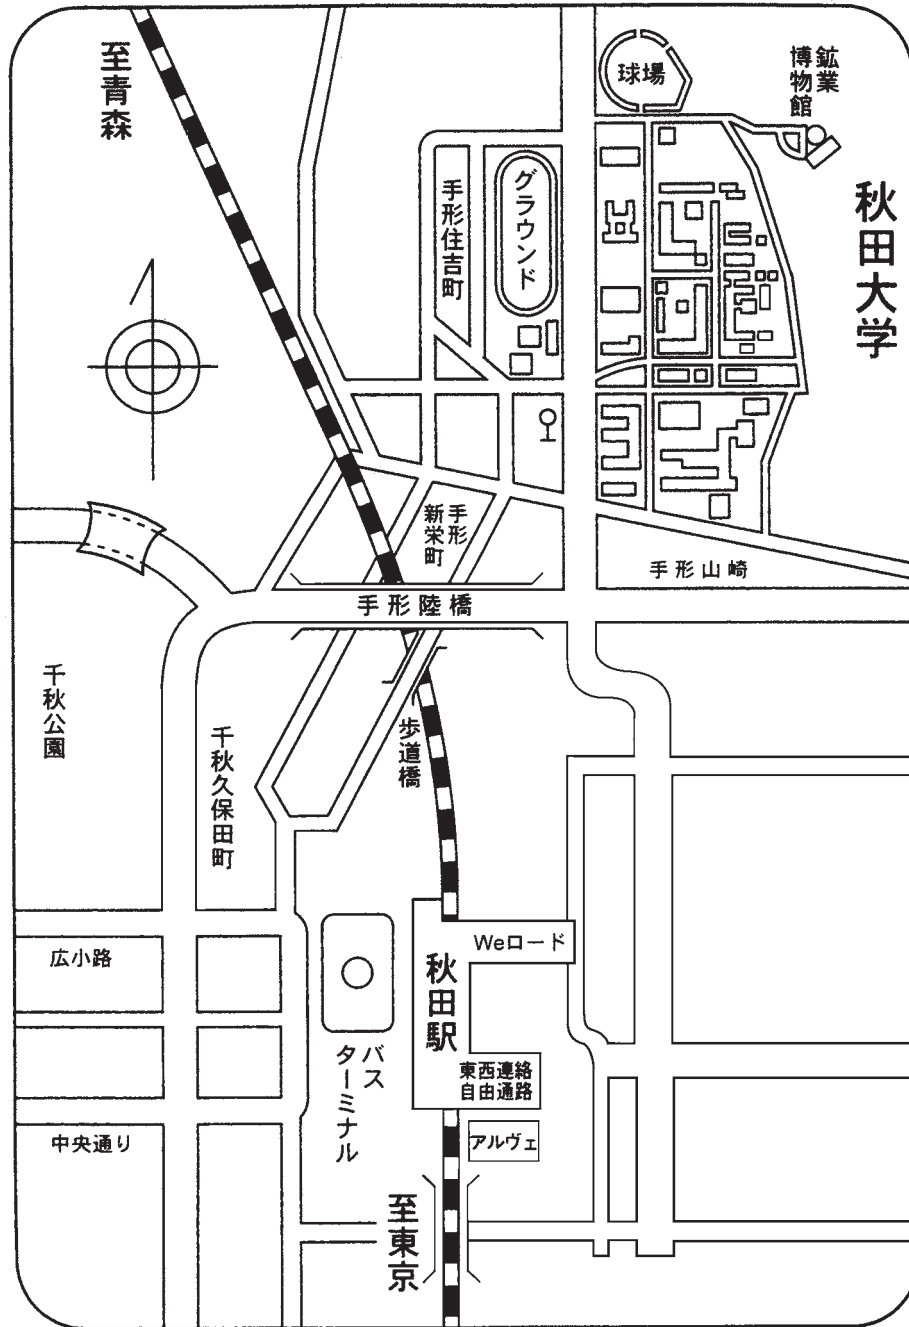 至青森
球場
鉱業
博物館
秋田大学
グラウンド
手形住吉町
手形
新栄町
手形山崎
手形陸橋
千秋公園
千秋久保田町
歩道橋
Weロード
広小路
秋田駅
バス
ターミナル
東西連絡
自由通路
アルヴェ
中央通り
至東京